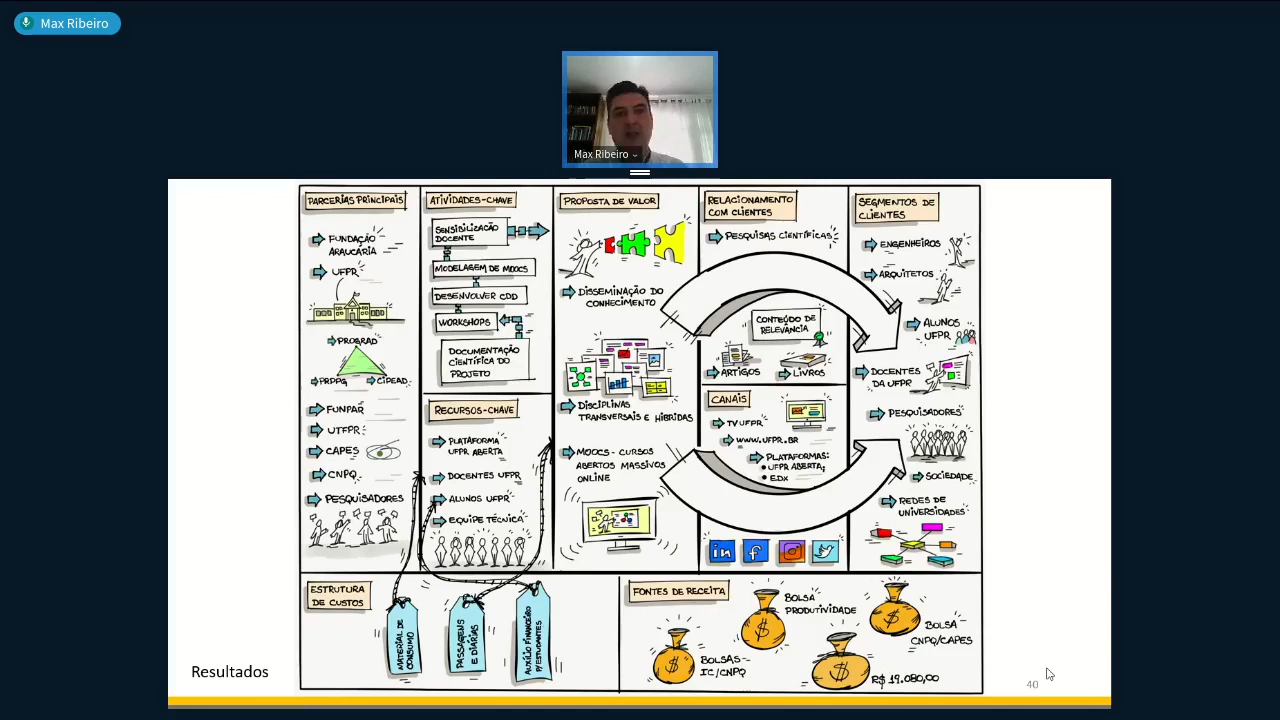 Max Ribeiro
Max Ribeiro
PARCERIAS PRINCIPAIS
FUNDAÇÃO
ARAUCÁRIA
UFPR
PROGRAD
PRPPG
CIPEAD
FUNPAR
UTFPR
CAPES
CNPQ
PESQUISADORES
ATIVIDADES-CHAVE
SENSIBILIZAÇÃO
DOCENTE
MODELAGEM DE MOOCS
DESENVOLVER CDD
WORKSHOPS
DOCUMENTAÇÃO
CIENTÍFICA DO
PROJETO
RECURSOS-CHAVE
PLATAFORMA
UFPR ABERTA
DOCENTES UFPR
ALUNOS UFPR
EQUIPE TÉCNICA
PROPOSTA DE VALOR
DISSEMINAÇÃO DO
CONHECIMENTO
DISCIPLINAS
TRANSVERSAIS E HÍBRIDAS
MOOCS - CURSOS
ABERTOS MASSIVOS
ONLINE
RELACIONAMENTO
COM CLIENTES
PESQUISAS CIENTÍFICAS
CONTEÚDO DE
RELEVÂNCIA
ARTIGOS
LIVROS
CANAIS
TV UFPR
WWW.UFPR.BR
PLATAFORMAS:
• UFPR ABERTA;
• EDX
in
f
SEGMENTOS DE
CLIENTES
ENGENHEIROS
ARQUITETOS
ALUNOS
UFPR
DOCENTES
DA UFPR
PESQUISADORES
SOCIEDADE
REDES DE
UNIVERSIDADES
ESTRUTURA
DE CUSTOS
MATERIAL DE
CONSUMO
PASSAGENS
E DIÁRIAS
AUXÍLIO FINANCEIRO
P/ESTUDANTES
FONTES DE RECEITA
$
BOLSAS-
IC/CNPQ
$
BOLSA
PRODUTIVIDADE
$
R$ 19.080,00
$
BOLSA
CNPQ/CAPES
Resultados
40